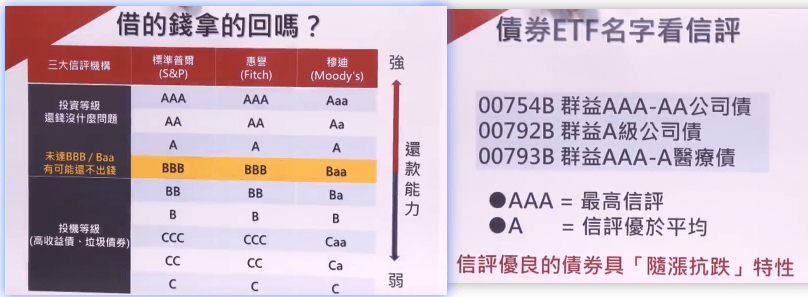 借的錢拿的回嗎？
三大信評機構
標準普爾
(S&P)
惠譽
(Fitch)
穆迪
(Moody's)
投資等級
還錢沒什麼問題
AAA AAA Aaa
AA AA Aa
A A A
未達BBB / Baa
有可能還不出錢
BBB BBB Baa
投機等級
(高收益債、垃圾債券)
BB BB Ba
B B B
CCC CCC Caa
CC CC Ca
C C C
強
還款能力
弱
債券ETF名字看信評
00754B 群益AAA-AA公司債
00792B 群益A級公司債
00793B 群益AAA-A醫療債
●AAA = 最高信評
●A = 信評優於平均
信評優良的債券具「隨漲抗跌」特性